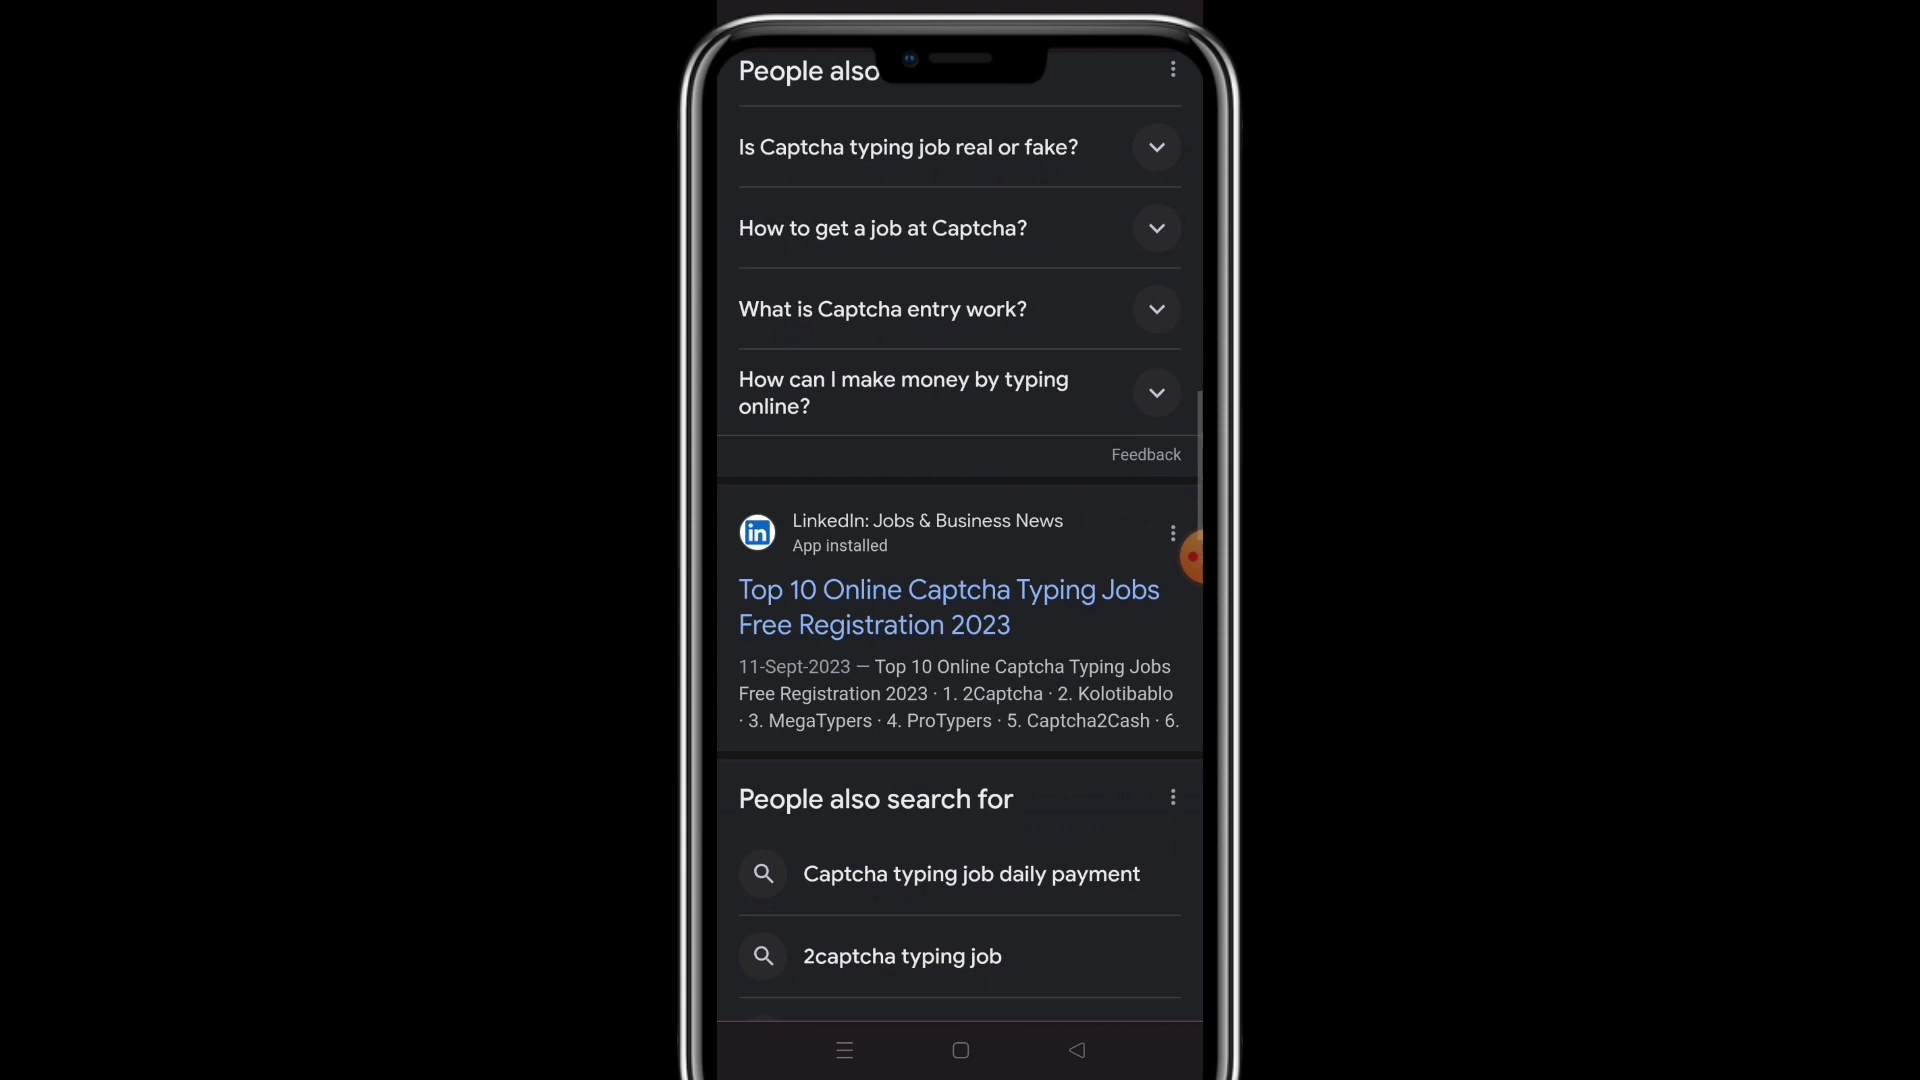 People also
Is Captcha typing job real or fake?
How to get a job at Captcha?
What is Captcha entry work?
How can I make money by typing
online?
Feedback
LinkedIn: Jobs & Business News
App installed
Top 10 Online Captcha Typing Jobs
Free Registration 2023
11-Sept-2023 — Top 10 Online Captcha Typing Jobs
Free Registration 2023 · 1. 2Captcha · 2. Kolotibablo
· 3. MegaTypers · 4. ProTypers · 5. Captcha2Cash · 6.
People also search for
Captcha typing job daily payment
2captcha typing job